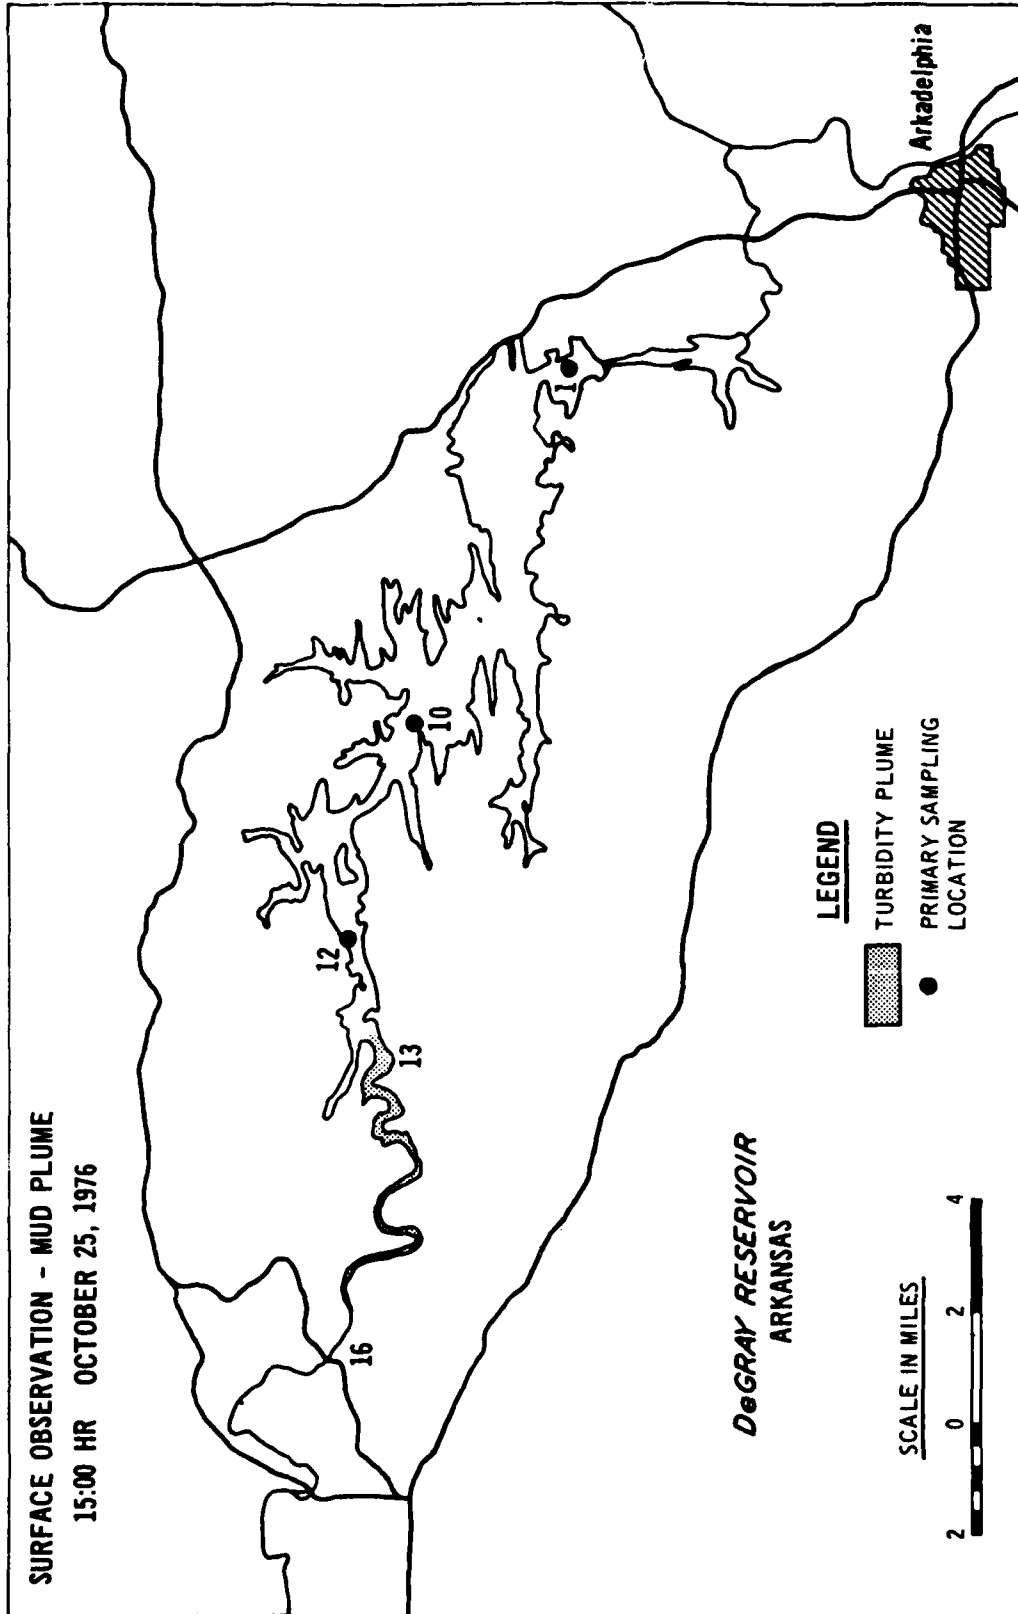 SURFACE OBSERVATION - MUD PLUME
15:00 HR OCTOBER 25, 1976
16
13
12
10
1
Arkadelphia
DeGRAY RESERVOIR
ARKANSAS
LEGEND
TURBIDITY PLUME
PRIMARY SAMPLING
LOCATION
SCALE IN MILES
2 0 2 4